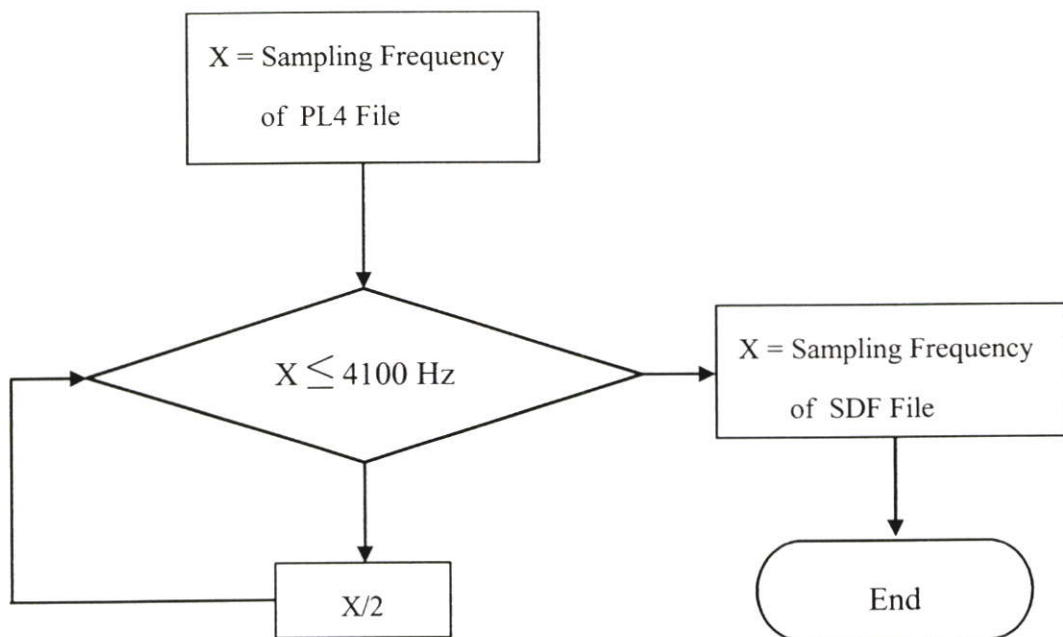 X = Sampling Frequency
of PL4 File
X ≤ 4100 Hz
X = Sampling Frequency
of SDF File
X/2
End